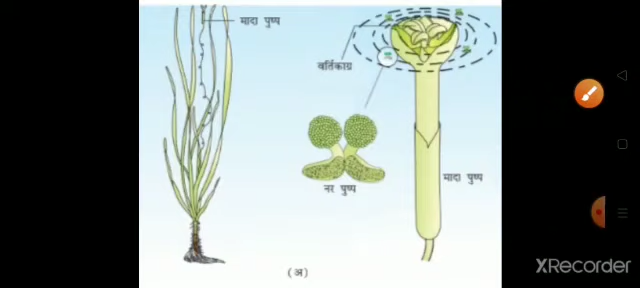 मादा पुष्प
वर्तिकाग्र
नर पुष्प
मादा पुष्प
(अ)
XRecorder